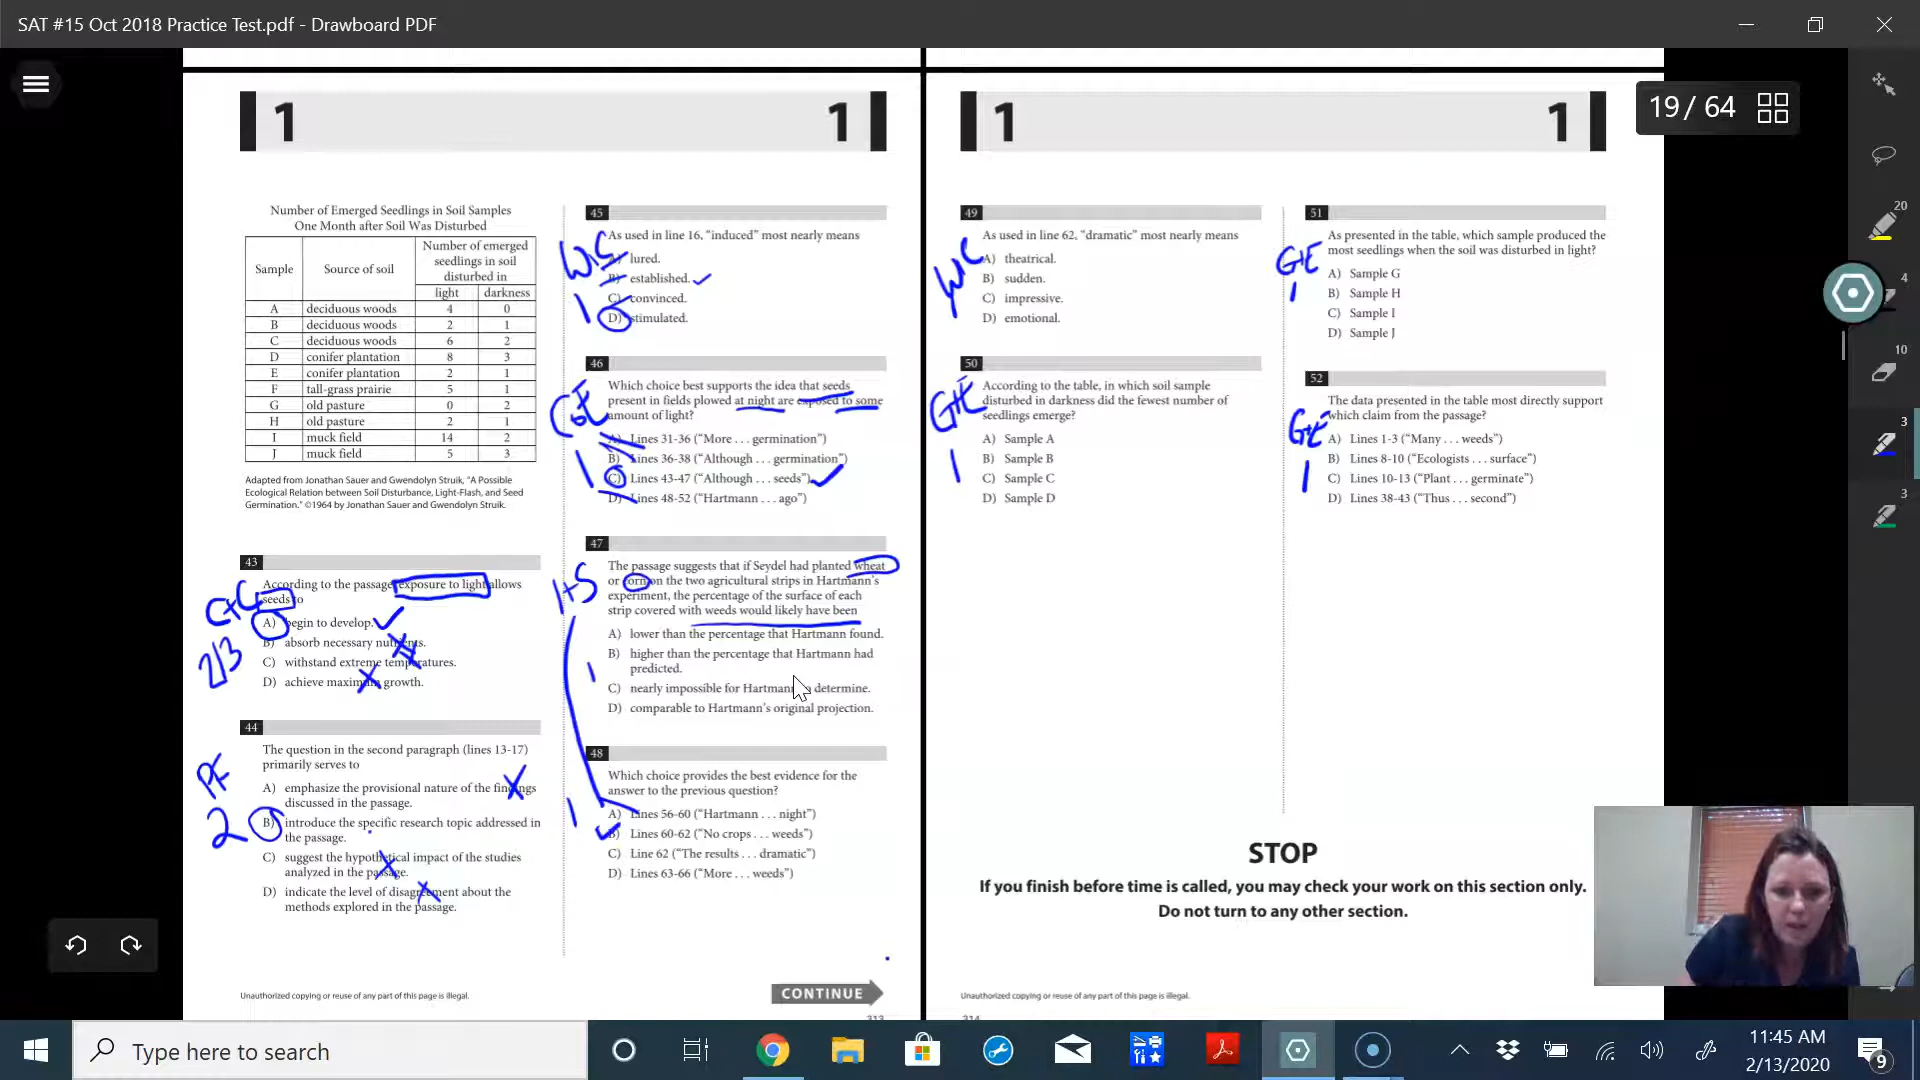 SAT #15 Oct 2018 Practice Test.pdf - Drawboard PDF
19 / 64
1
1
Number of Emerged Seedlings in Soil Samples
One Month after Soil Was Disturbed
Sample
Source of soil
Number of emerged
seedlings in soil
disturbed in
light
darkness
A deciduous woods 4 0
B deciduous woods 2 1
C deciduous woods 6 2
D conifer plantation 8 3
E conifer plantation 2 1
F tall-grass prairie 5 1
G old pasture 0 2
H old pasture 2 1
I muck field 14 2
J muck field 5 3
Adapted from Jonathan Sauer and Gwendolyn Struik, "A Possible
Ecological Relation between Soil Disturbance, Light-Flash, and Seed
Germination." ©1964 by Jonathan Sauer and Gwendolyn Struik.
43
According to the passage, exposure to light allows
seeds to
A) begin to develop.
B) absorb necessary nutrients.
C) withstand extreme temperatures.
D) achieve maximum growth.
2/3
44
The question in the second paragraph (lines 13-17)
primarily serves to
A) emphasize the provisional nature of the findings
discussed in the passage.
B) introduce the specific research topic addressed in
the passage.
C) suggest the hypothetical impact of the studies
analyzed in the passage.
D) indicate the level of disagreement about the
methods explored in the passage.
PF
2
Unauthorized copying or reuse of any part of this page is illegal.
45
As used in line 16, "induced" most nearly means
A) lured.
B) established.
C) convinced.
D) stimulated.
WiC
1
46
Which choice best supports the idea that seeds
present in fields plowed at night are exposed to some
amount of light?
A) Lines 31-36 ("More . . . germination")
B) Lines 36-38 ("Although . . . germination")
C) Lines 43-47 ("Although . . . seeds")
D) Lines 48-52 ("Hartmann . . . ago")
CoE
1
47
The passage suggests that if Seydel had planted wheat
or corn on the two agricultural strips in Hartmann's
experiment, the percentage of the surface of each
strip covered with weeds would likely have been
A) lower than the percentage that Hartmann found.
B) higher than the percentage that Hartmann had
predicted.
C) nearly impossible for Hartmann to determine.
D) comparable to Hartmann's original projection.
1
48
Which choice provides the best evidence for the
answer to the previous question?
A) Lines 56-60 ("Hartmann . . . night")
B) Lines 60-62 ("No crops . . . weeds")
C) Line 62 ("The results . . . dramatic")
D) Lines 63-66 ("More . . . weeds")
1
CONTINUE
313
1
1
49
As used in line 62, "dramatic" most nearly means
A) theatrical.
B) sudden.
C) impressive.
D) emotional.
WiC
50
According to the table, in which soil sample
disturbed in darkness did the fewest number of
seedlings emerge?
A) Sample A
B) Sample B
C) Sample C
D) Sample D
G+E
1
51
As presented in the table, which sample produced the
most seedlings when the soil was disturbed in light?
A) Sample G
B) Sample H
C) Sample I
D) Sample J
G+E
1
52
The data presented in the table most directly support
which claim from the passage?
A) Lines 1-3 ("Many . . . weeds")
B) Lines 8-10 ("Ecologists . . . surface")
C) Lines 10-13 ("Plant . . . germinate")
D) Lines 38-43 ("Thus . . . second")
G+E
1
STOP
If you finish before time is called, you may check your work on this section only.
Do not turn to any other section.
Unauthorized copying or reuse of any part of this page is illegal.
314
20
4
10
3
3
Type here to search
11:45 AM
2/13/2020
9